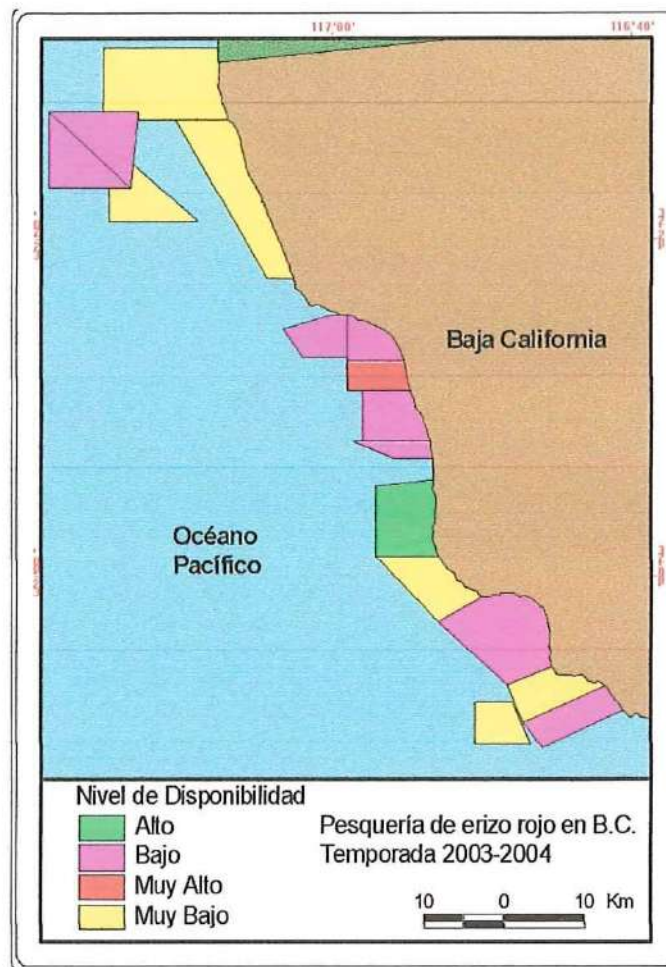 117°00' 116°40'
Baja California
Océano
Pacífico
Nivel de Disponibilidad
Alto
Bajo
Muy Alto
Muy Bajo
Pesquería de erizo rojo en B.C.
Temporada 2003-2004
10 0 10 Km